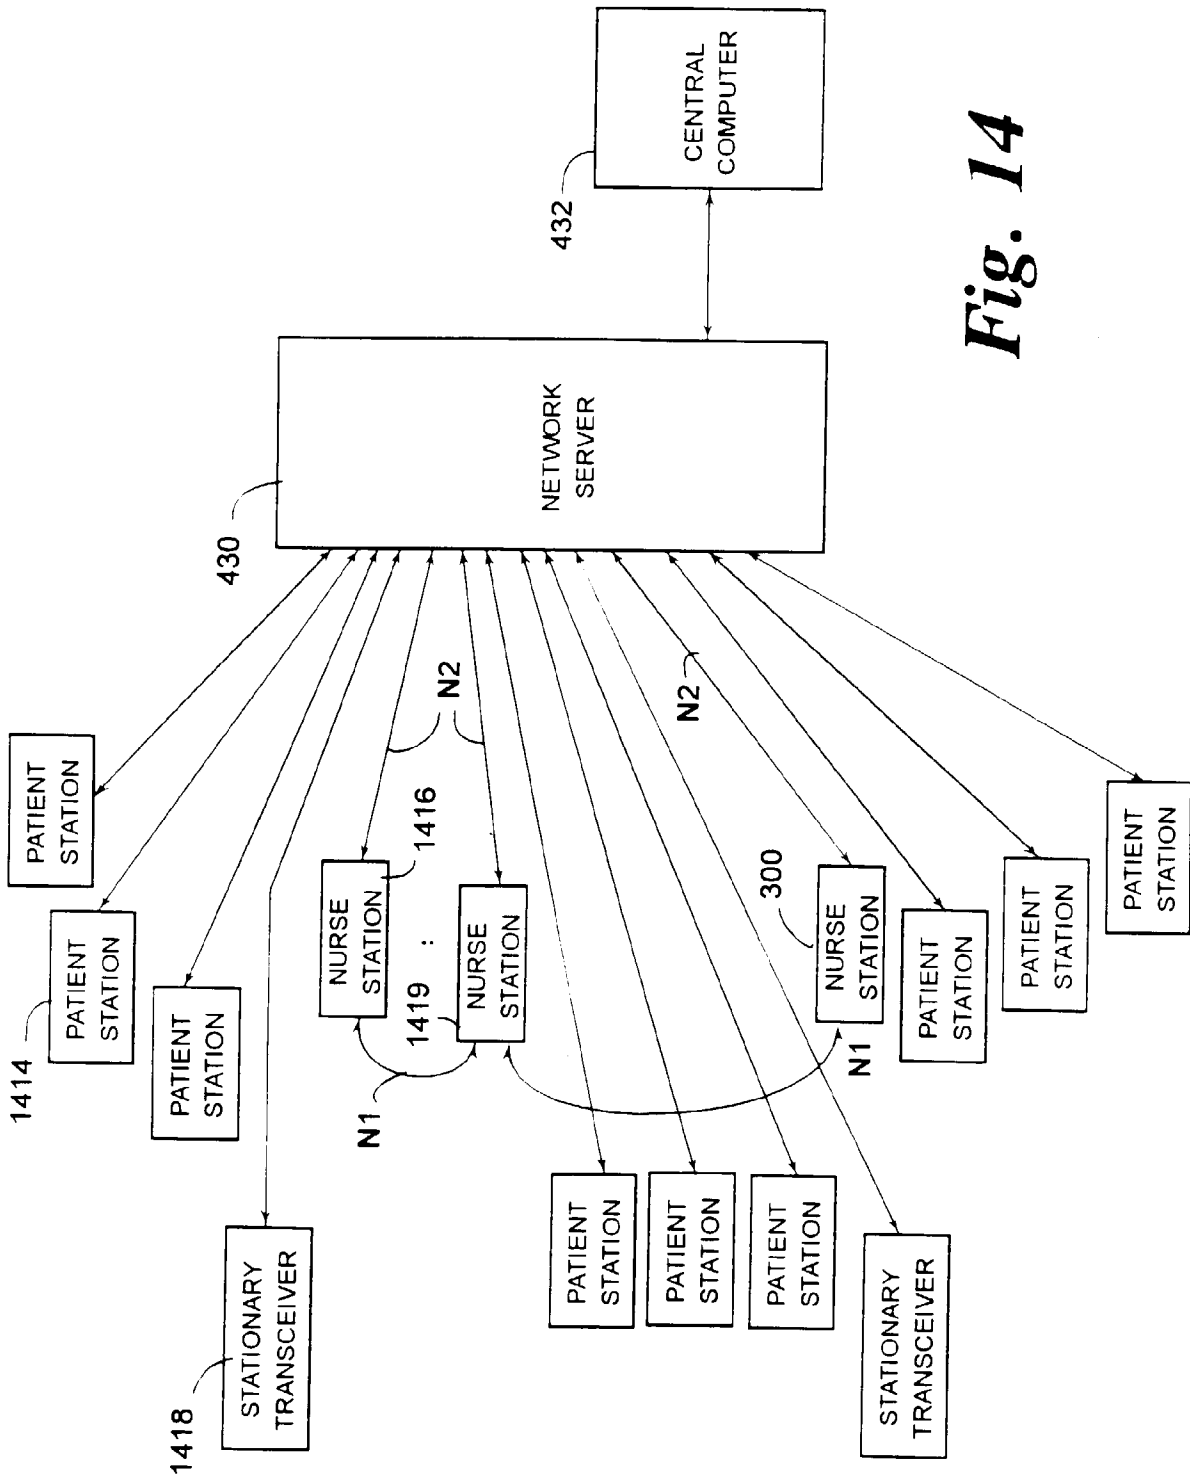 1418
STATIONARY
TRANSCEIVER
1414
PATIENT
STATION
PATIENT
STATION
PATIENT
STATION
N1
1419
NURSE
STATION
:
NURSE
STATION
1416
N2
430
NETWORK
SERVER
432
CENTRAL
COMPUTER
PATIENT
STATION
PATIENT
STATION
PATIENT
STATION
STATIONARY
TRANSCEIVER
N1
300
NURSE
STATION
N2
PATIENT
STATION
PATIENT
STATION
PATIENT
STATION
Fig. 14